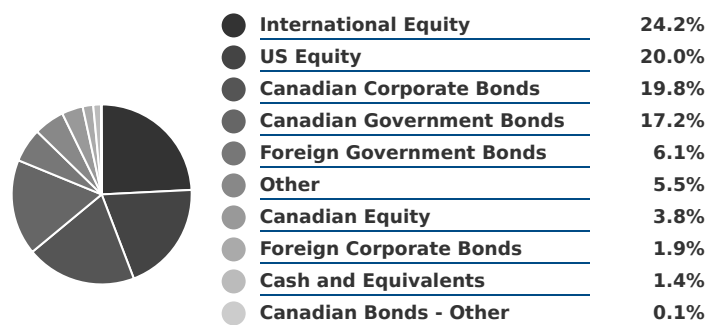 International Equity 24.2%
US Equity 20.0%
Canadian Corporate Bonds 19.8%
Canadian Government Bonds 17.2%
Foreign Government Bonds 6.1%
Other 5.5%
Canadian Equity 3.8%
Foreign Corporate Bonds 1.9%
Cash and Equivalents 1.4%
Canadian Bonds - Other 0.1%